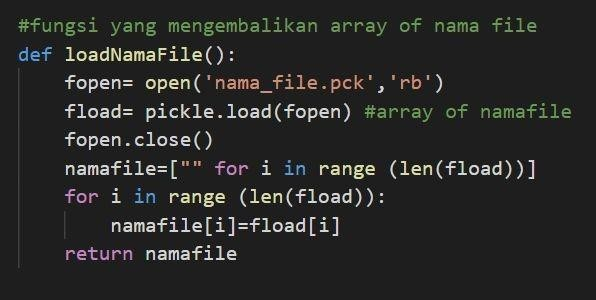 #fungsi yang mengembalikan array of nama file
def loadNamaFile():
    fopen= open('nama_file.pck','rb')
    fload= pickle.load(fopen) #array of namafile
    fopen.close()
    namafile=["" for i in range (len(fload))]
    for i in range (len(fload)):
        namafile[i]=fload[i]
    return namafile